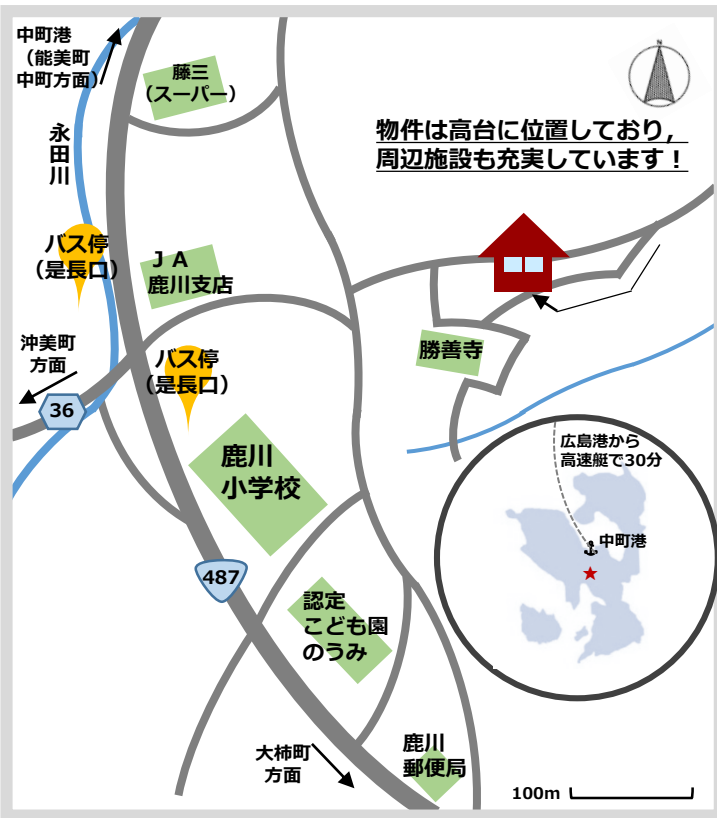 中町港
（能美町
中町方面）
藤三
（スーパー）
N
物件は高台に位置しており，
周辺施設も充実しています！
永田川
バス停
（是長口）
ＪＡ
鹿川支店
沖美町
方面
36
バス停
（是長口）
勝善寺
鹿川
小学校
広島港から
高速艇で30分
中町港
487
認定
こども園
のうみ
大柿町
方面
鹿川
郵便局
100m